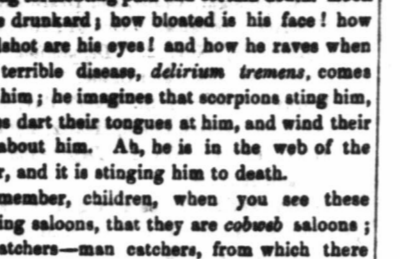 drunkard; how bloated is his face! how
are his eyes! and how he raves when
terrible disease, delirium tremens, comes
him; he imagines that scorpions sting him,
dart their tongues at him, and wind their
about him. Ah, he is in the web of the
and it is stinging him to death.
member, children, when you see these
ing saloons, that they are cobweb saloons;
atchers—man catchers, from which there